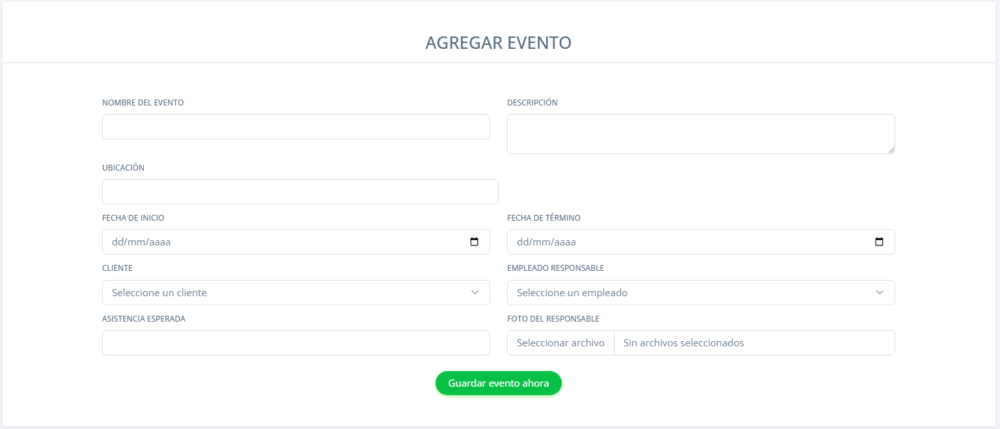 AGREGAR EVENTO
NOMBRE DEL EVENTO
DESCRIPCIÓN
UBICACIÓN
FECHA DE INICIO
FECHA DE TÉRMINO
dd/mm/aaaa
dd/mm/aaaa
CLIENTE
EMPLEADO RESPONSABLE
Seleccione un cliente
Seleccione un empleado
ASISTENCIA ESPERADA
FOTO DEL RESPONSABLE
Seleccionar archivo Sin archivos seleccionados
Guardar evento ahora